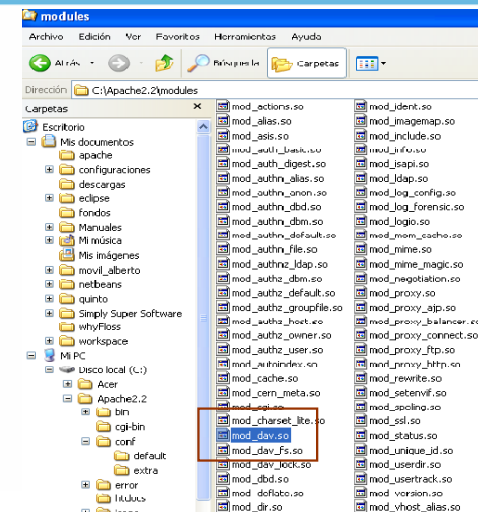 modules
Archivo Edición Ver Favoritos Herramientas Ayuda
Atrás Búsqueda Carpetas
Dirección C:\Apache2.2\modules
Carpetas
Escritorio
Mis documentos
apache
configuraciones
descargas
eclipse
fondos
Manuales
Mi música
Mis imágenes
movil_alberto
netbeans
quinto
Simply Super Software
whyFloss
workspace
Mi PC
Disco local (C:)
Acer
Apache2.2
bin
cgi-bin
conf
default
extra
error
htdocs
mod_actions.so
mod_alias.so
mod_asis.so
mod_auth_basic.so
mod_auth_digest.so
mod_authn_alias.so
mod_authn_anon.so
mod_authn_dbd.so
mod_authn_dbm.so
mod_authn_default.so
mod_authn_file.so
mod_authnz_ldap.so
mod_authz_dbm.so
mod_authz_default.so
mod_authz_groupfile.so
mod_authz_host.so
mod_authz_owner.so
mod_authz_user.so
mod_autoindex.so
mod_cache.so
mod_cern_meta.so
mod_cgi.so
mod_charset_lite.so
mod_dav.so
mod_dav_fs.so
mod_dav_lock.so
mod_dbd.so
mod_deflate.so
mod_dir.so
mod_ident.so
mod_imagemap.so
mod_include.so
mod_info.so
mod_isapi.so
mod_ldap.so
mod_log_config.so
mod_log_forensic.so
mod_logio.so
mod_mem_cache.so
mod_mime.so
mod_mime_magic.so
mod_negotiation.so
mod_proxy.so
mod_proxy_ajp.so
mod_proxy_balancer.so
mod_proxy_connect.so
mod_proxy_ftp.so
mod_proxy_http.so
mod_rewrite.so
mod_setenvif.so
mod_speling.so
mod_ssl.so
mod_status.so
mod_unique_id.so
mod_userdir.so
mod_usertrack.so
mod_version.so
mod_vhost_alias.so